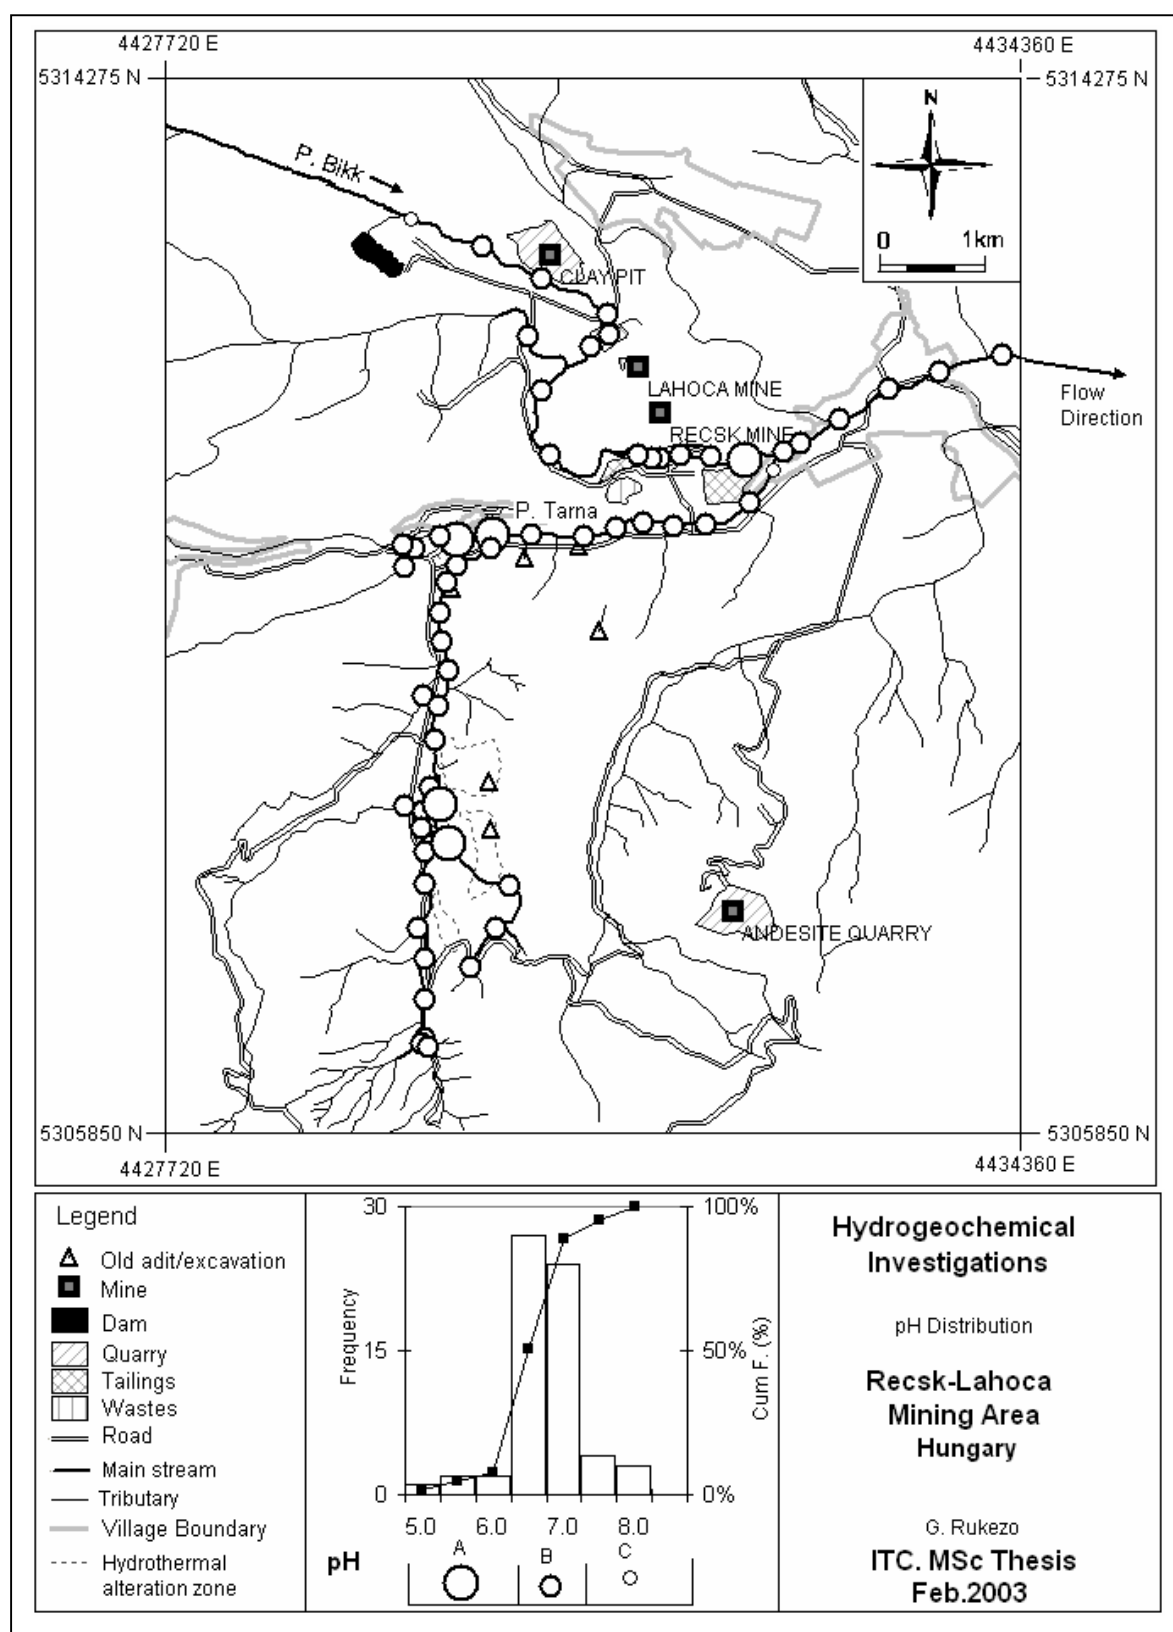 4427720 E
4434360 E
5314275 N
5314275 N
N
P. Bikk
0 1km
CLAY PIT
LAHOCA MINE
Flow
Direction
RECSK MINE
P. Tarna
ANDESITE QUARRY
5305850 N
5305850 N
4427720 E
4434360 E
Legend
Old adit/excavation
Mine
Dam
Quarry
Tailings
Wastes
Road
Main stream
Tributary
Village Boundary
Hydrothermal
alteration zone
30
15
0
Frequency
100%
50%
0%
Cum F. (%)
5.0 6.0 7.0 8.0
pH
A B C
Hydrogeochemical
Investigations
pH Distribution
Recsk-Lahoca
Mining Area
Hungary
G. Rukezo
ITC. MSc Thesis
Feb.2003